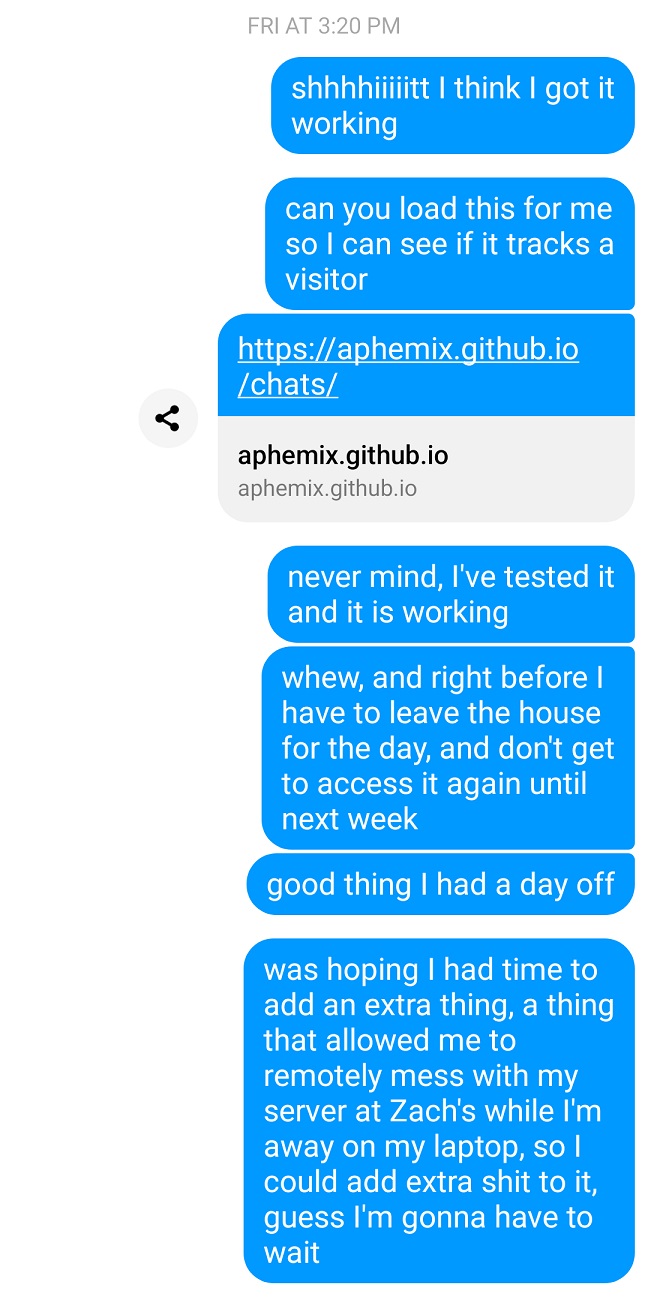 FRI AT 3:20 PM
shhhhiiiiitt I think I got it
working
can you load this for me
so I can see if it tracks a
visitor
https://aphemix.github.io
/chats/
aphemix.github.io
aphemix.github.io
never mind, I've tested it
and it is working
whew, and right before I
have to leave the house
for the day, and don't get
to access it again until
next week
good thing I had a day off
was hoping I had time to
add an extra thing, a thing
that allowed me to
remotely mess with my
server at Zach's while I'm
away on my laptop, so I
could add extra shit to it,
guess I'm gonna have to
wait